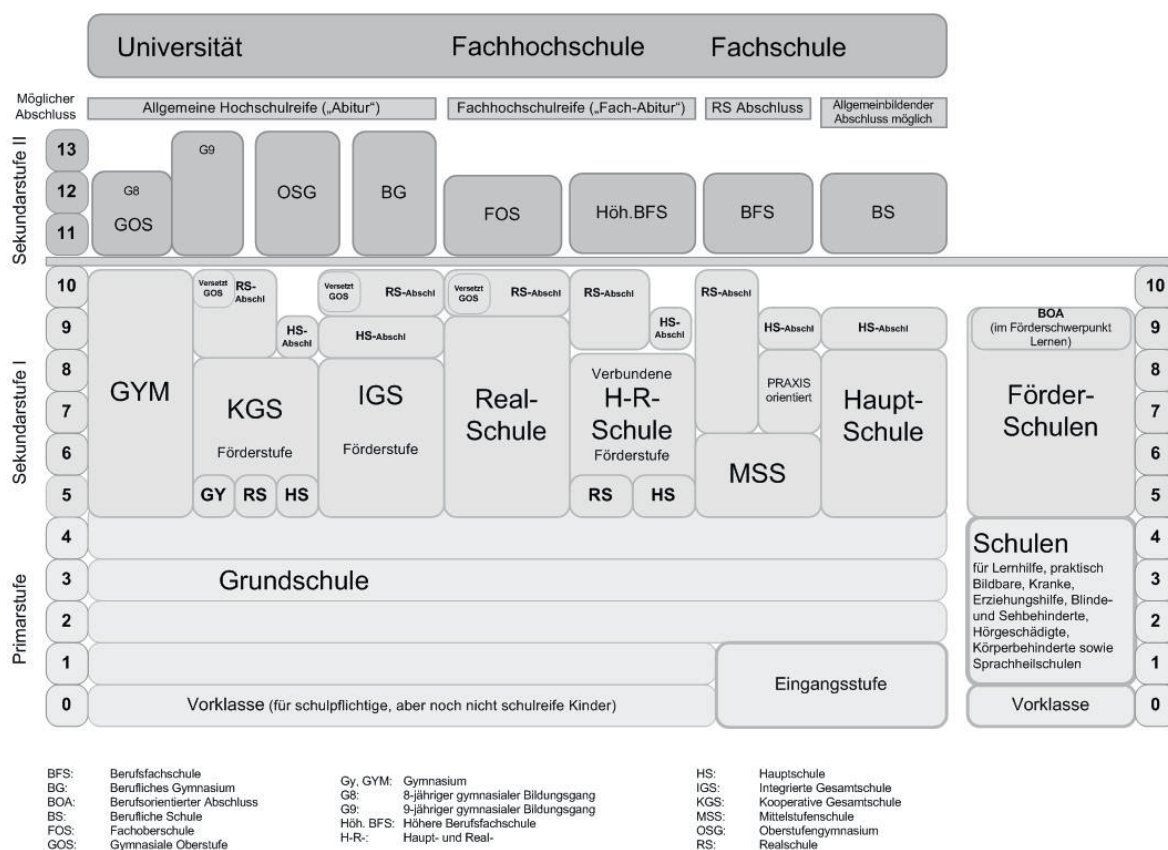 Universität Fachhochschule Fachschule
Möglicher
Abschluss
Allgemeine Hochschulreife („Abitur“)
Fachhochschulreife („Fach-Abitur“)
RS Abschluss
Allgemeinbildender
Abschluss möglich
Sekundarstufe II
13
12
11
G9
G8
GOS
OSG
BG
FOS
Höh.BFS
BFS
BS
Sekundarstufe I
10
9
8
7
6
5
GYM
Versetzt
GOS
RS-
Abschl
HS-
Abschl
KGS
Förderstufe
GY
RS
HS
Versetzt
GOS
RS-Abschl
HS-Abschl
IGS
Förderstufe
Versetzt
GOS
RS-Abschl
Real-
Schule
RS-Abschl
HS-
Abschl
Verbundene
H-R-
Schule
Förderstufe
RS
HS
RS-Abschl
HS-Abschl
PRAXIS
orientiert
MSS
HS-Abschl
Haupt-
Schule
BOA
(im Förderschwerpunkt
Lernen)
Förder-
Schulen
10
9
8
7
6
5
Primarstufe
4
3
2
1
0
Grundschule
Vorklasse (für schulpflichtige, aber noch nicht schulreife Kinder)
Eingangsstufe
Schulen
für Lernhilfe, praktisch
Bildbare, Kranke,
Erziehungshilfe, Blinde-
und Sehbehinderte,
Hörgeschädigte,
Körperbehinderte sowie
Sprachheilschulen
Vorklasse
4
3
2
1
0
BFS: Berufsfachschule
BG: Berufliches Gymnasium
BOA: Berufsorientierter Abschluss
BS: Berufliche Schule
FOS: Fachoberschule
GOS: Gymnasiale Oberstufe
Gy, GYM: Gymnasium
G8: 8-jähriger gymnasialer Bildungsgang
G9: 9-jähriger gymnasialer Bildungsgang
Höh. BFS: Höhere Berufsfachschule
H-R-: Haupt- und Real-
HS: Hauptschule
IGS: Integrierte Gesamtschule
KGS: Kooperative Gesamtschule
MSS: Mittelstufenschule
OSG: Oberstufengymnasium
RS: Realschule